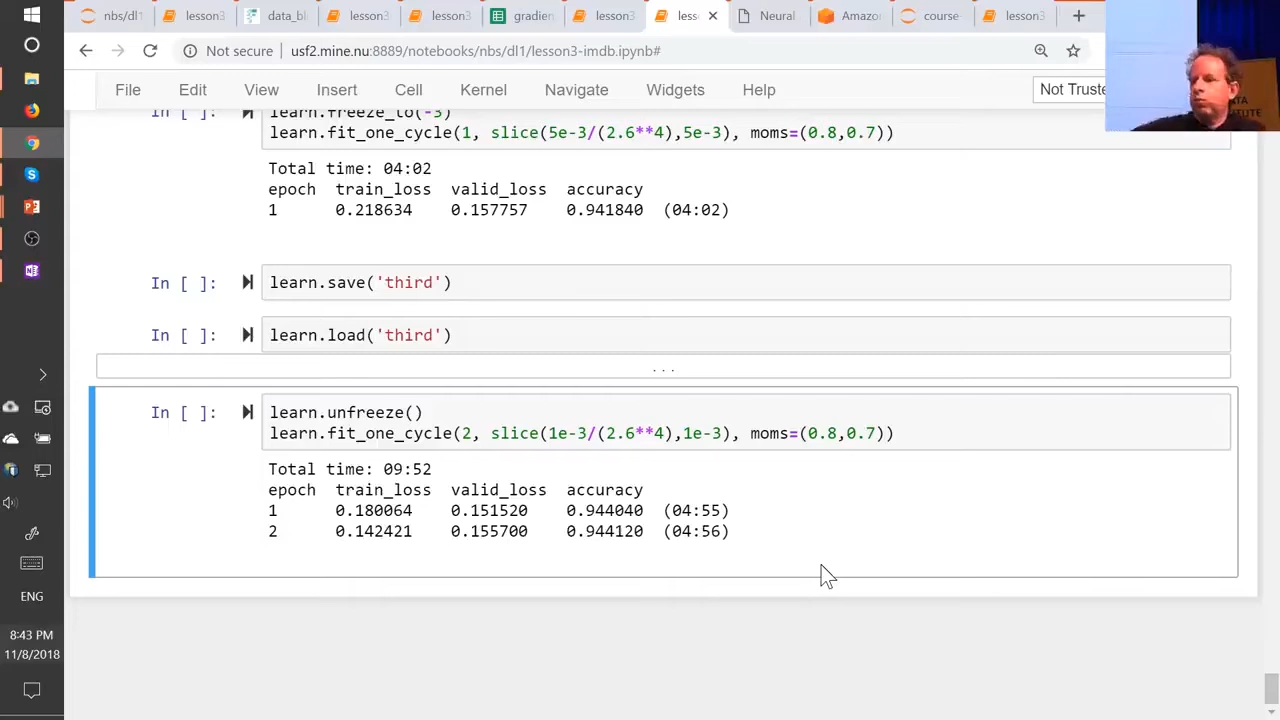 nbs/dl1
lesson3
data_bl
lesson3
lesson3
gradien
lesson3
less
Neural
Amazon
course-
lesson3
Not secure
usf2.mine.nu:8889/notebooks/nbs/dl1/lesson3-imdb.ipynb#
File Edit View Insert Cell Kernel Navigate Widgets Help
Not Truste
In [ ]: learn.freeze_to(-3)
learn.fit_one_cycle(1, slice(5e-3/(2.6**4),5e-3), moms=(0.8,0.7))
Total time: 04:02
epoch train_loss valid_loss accuracy
1 0.218634 0.157757 0.941840 (04:02)
In [ ]: learn.save('third')
In [ ]: learn.load('third')
...
In [ ]: learn.unfreeze()
learn.fit_one_cycle(2, slice(1e-3/(2.6**4),1e-3), moms=(0.8,0.7))
Total time: 09:52
epoch train_loss valid_loss accuracy
1 0.180064 0.151520 0.944040 (04:55)
2 0.142421 0.155700 0.944120 (04:56)
ENG
8:43 PM
11/8/2018